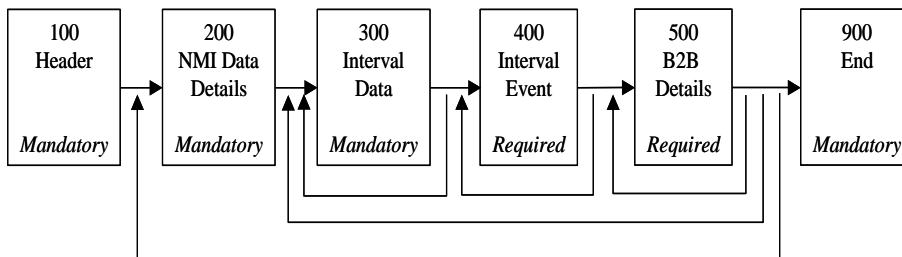 100
Header
Mandatory
200
NMI Data
Details
Mandatory
300
Interval
Data
Mandatory
400
Interval
Event
Required
500
B2B
Details
Required
900
End
Mandatory